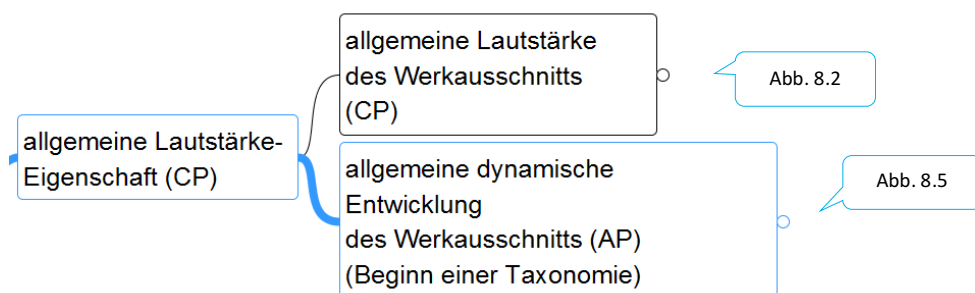 allgemeine Lautstärke-
Eigenschaft (CP)
allgemeine Lautstärke
des Werkausschnitts
(CP)
Abb. 8.2
allgemeine dynamische
Entwicklung
des Werkausschnitts (AP)
(Beginn einer Taxonomie)
Abb. 8.5